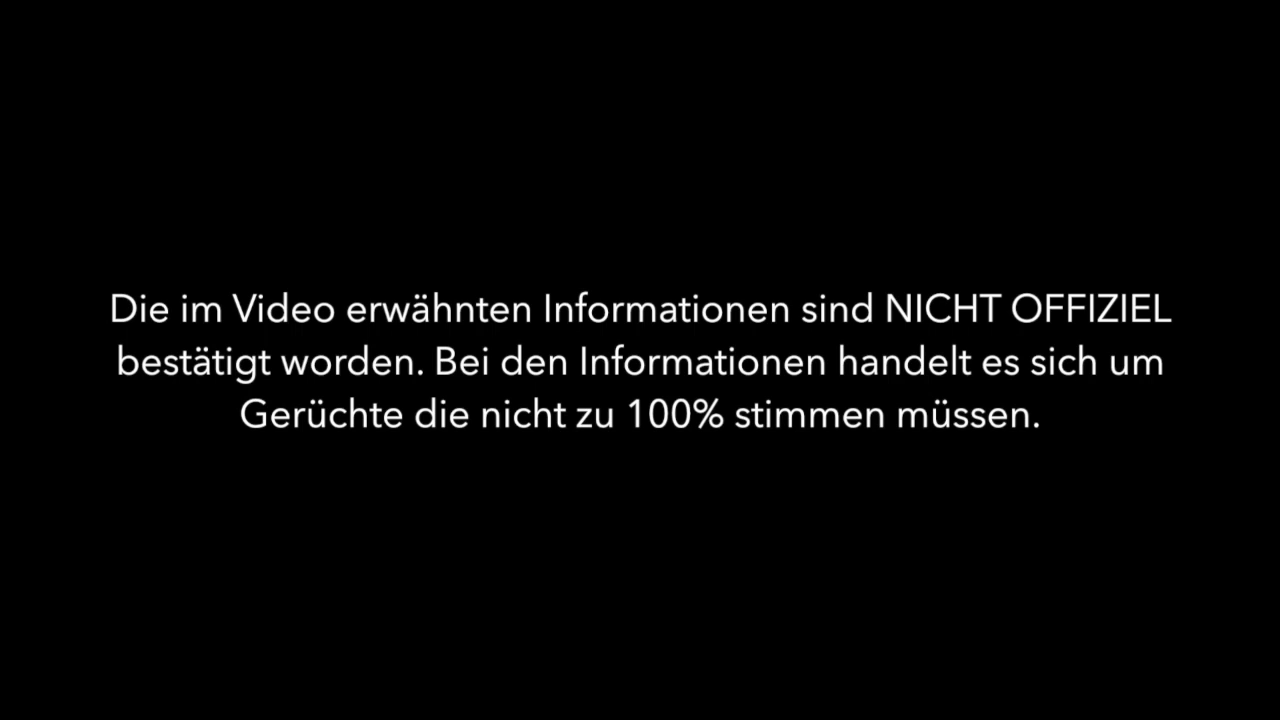 Die im Video erwähnten Informationen sind NICHT OFFIZIEL
bestätigt worden. Bei den Informationen handelt es sich um
Gerüchte die nicht zu 100% stimmen müssen.